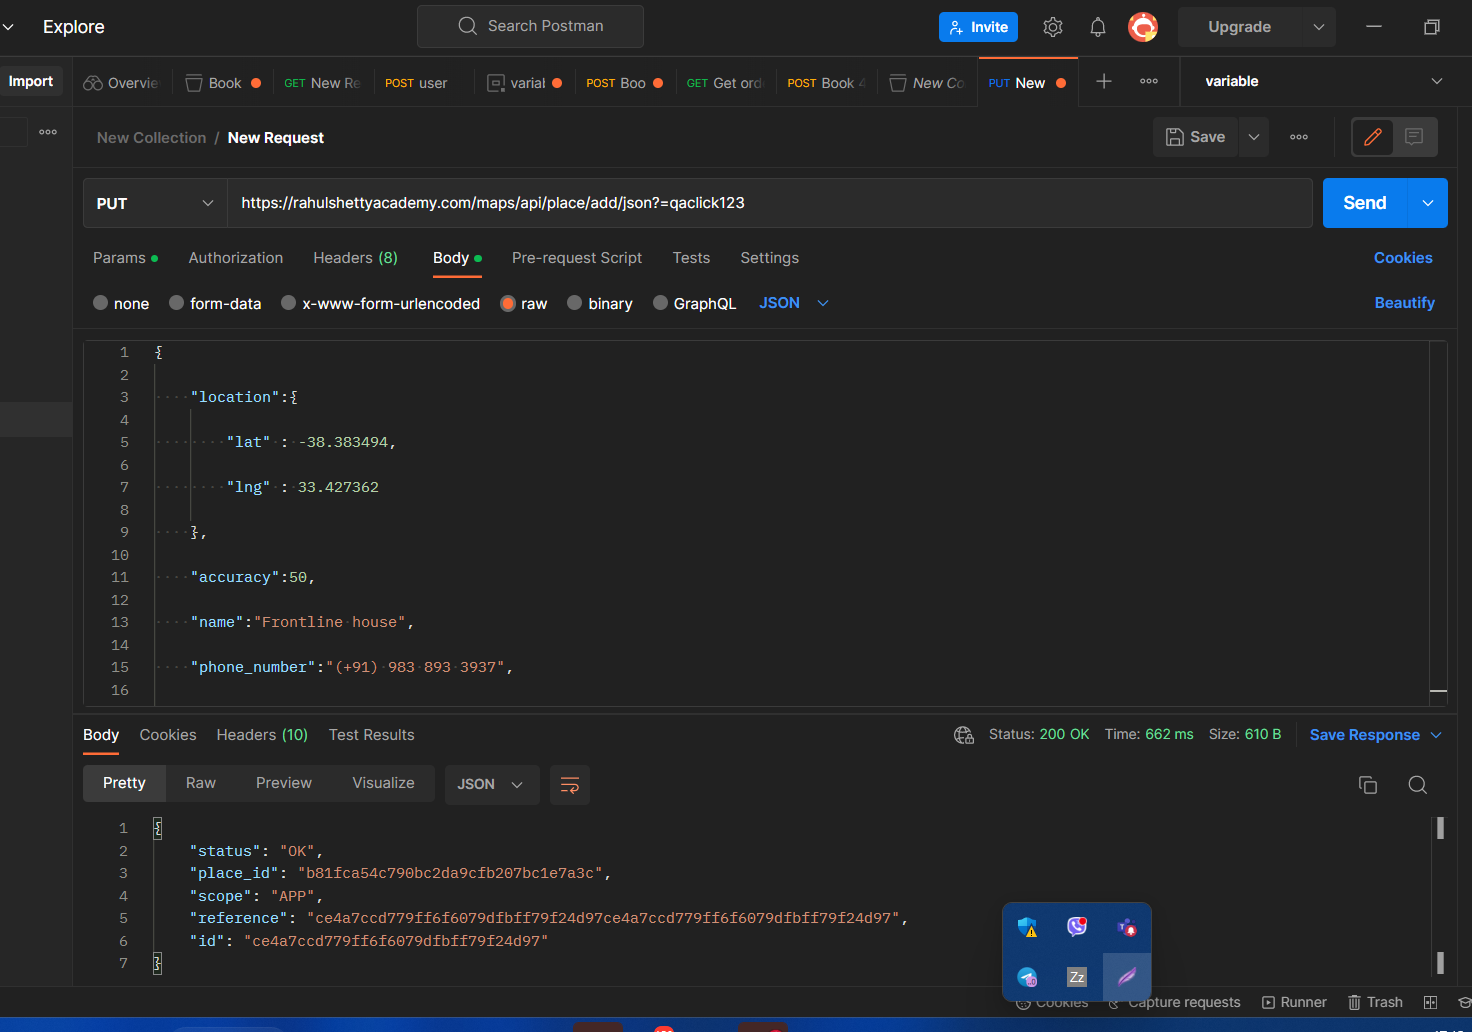 Explore
Search Postman
Invite
Upgrade
Import
Overvie
Book
GET New Re
POST user
variab
POST Boo
GET Get ord
POST Book 4
New Co
PUT New
variable
New Collection / New Request
Save
PUT
https://rahulshettyacademy.com/maps/api/place/add/json?=qaclick123
Send
Params
Authorization
Headers (8)
Body
Pre-request Script
Tests
Settings
Cookies
none
form-data
x-www-form-urlencoded
raw
binary
GraphQL
JSON
Beautify
1 {
2
3 "location":{
4
5 "lat" : -38.383494,
6
7 "lng" : 33.427362
8
9 },
10
11 "accuracy":50,
12
13 "name":"Frontline house",
14
15 "phone_number":"(+91) 983 893 3937",
16
Body
Cookies
Headers (10)
Test Results
Status: 200 OK
Time: 662 ms
Size: 610 B
Save Response
Pretty
Raw
Preview
Visualize
JSON
1 {
2 "status": "OK",
3 "place_id": "b81fca54c790bc2da9cfb207bc1e7a3c",
4 "scope": "APP",
5 "reference": "ce4a7ccd779ff6f6079dfbff79f24d97ce4a7ccd779ff6f6079dfbff79f24d97",
6 "id": "ce4a7ccd779ff6f6079dfbff79f24d97"
7 }
Zz
Cookies
Capture requests
Runner
Trash